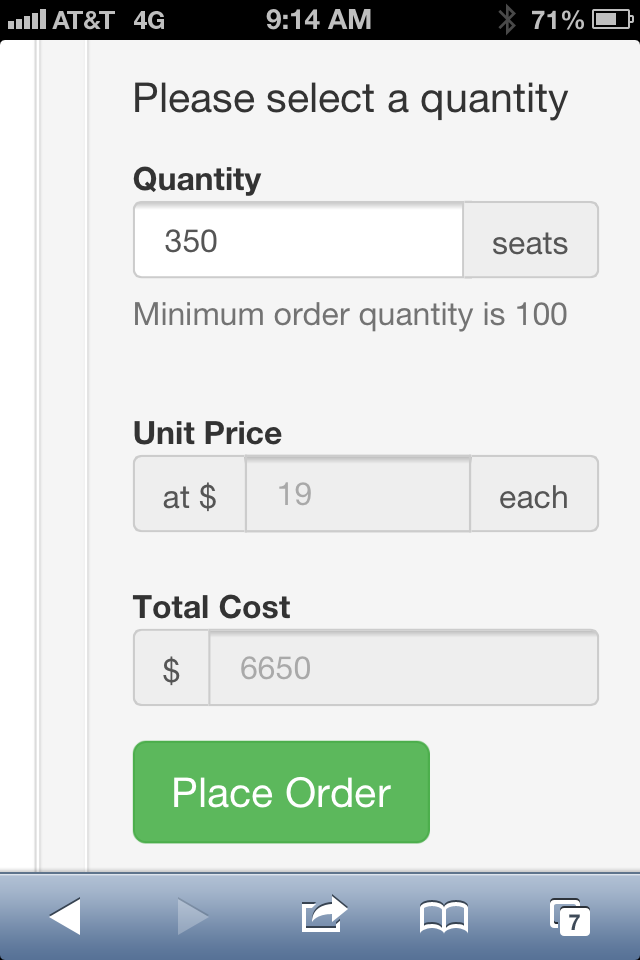 AT&T 4G 9:14 AM 71%
Please select a quantity
Quantity
350 seats
Minimum order quantity is 100
Unit Price
at $ 19 each
Total Cost
$ 6650
Place Order
7